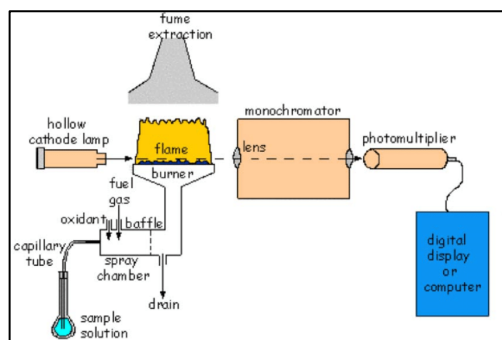 fume
extraction
hollow
cathode lamp
flame
burner
monochromator
lens
photomultiplier
fuel
gas
oxidant
baffle
capillary
tube
spray
chamber
drain
sample
solution
digital
display
or
computer